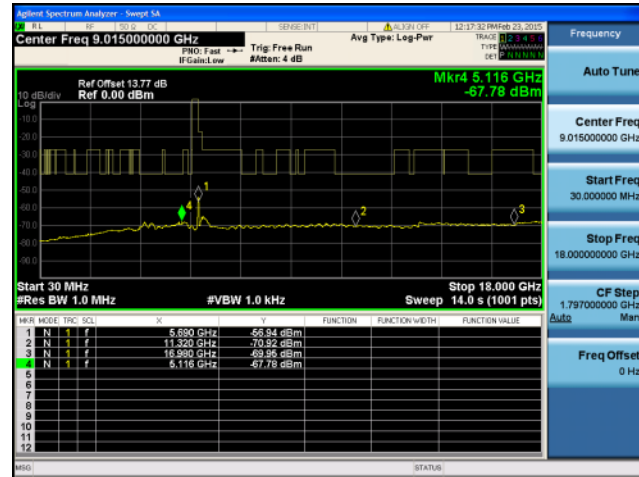 Agilent Spectrum Analyzer - Swept SA
RL RF 50 Ω DC SENSE:INT ALIGN OFF 12:17:32 PM Feb 23, 2015
Center Freq 9.015000000 GHz
PNO: Fast
IFGain:Low
Trig: Free Run
#Atten: 4 dB
Avg Type: Log-Pwr
TRACE 1 2 3 4 5 6
TYPE
DET P N N N N N
Ref Offset 13.77 dB
10 dB/div Ref 0.00 dBm
Log
Mkr4 5.116 GHz
-67.78 dBm
-10.0
-20.0
-30.0
-40.0
-50.0
-60.0
-70.0
-80.0
-90.0
1
2
3
4
Start 30 MHz
#Res BW 1.0 MHz
#VBW 1.0 kHz
Stop 18.000 GHz
Sweep 14.0 s (1001 pts)
MKR MODE TRC SCL X Y FUNCTION FUNCTION WIDTH FUNCTION VALUE
1 N 1 f 5.690 GHz -56.94 dBm
2 N 1 f 11.320 GHz -70.92 dBm
3 N 1 f 16.980 GHz -69.95 dBm
4 N 1 f 5.116 GHz -67.78 dBm
5
6
7
8
9
10
11
12
MSG
STATUS
Frequency
Auto Tune
Center Freq
9.015000000 GHz
Start Freq
30.000000 MHz
Stop Freq
18.000000000 GHz
CF Step
1.797000000 GHz
Auto Man
Freq Offset
0 Hz